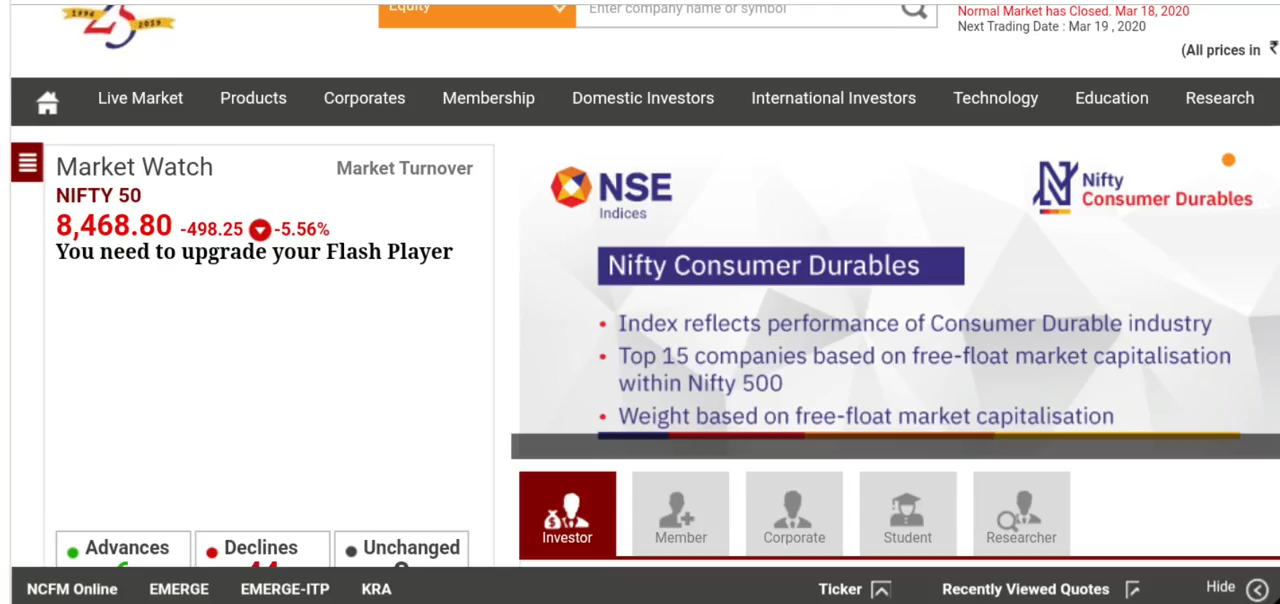 1994 2019
Equity
Enter company name or symbol
Normal Market has Closed. Mar 18, 2020
Next Trading Date : Mar 19 , 2020
(All prices in ₹
Live Market Products Corporates Membership Domestic Investors International Investors Technology Education Research
Market Watch
Market Turnover
NIFTY 50
8,468.80 -498.25 -5.56%
You need to upgrade your Flash Player
Advances
Declines
Unchanged
NSE
Indices
Nifty
Consumer Durables
Nifty Consumer Durables
• Index reflects performance of Consumer Durable industry
• Top 15 companies based on free-float market capitalisation
within Nifty 500
• Weight based on free-float market capitalisation
Investor Member Corporate Student Researcher
NCFM Online EMERGE EMERGE-ITP KRA Ticker Recently Viewed Quotes Hide